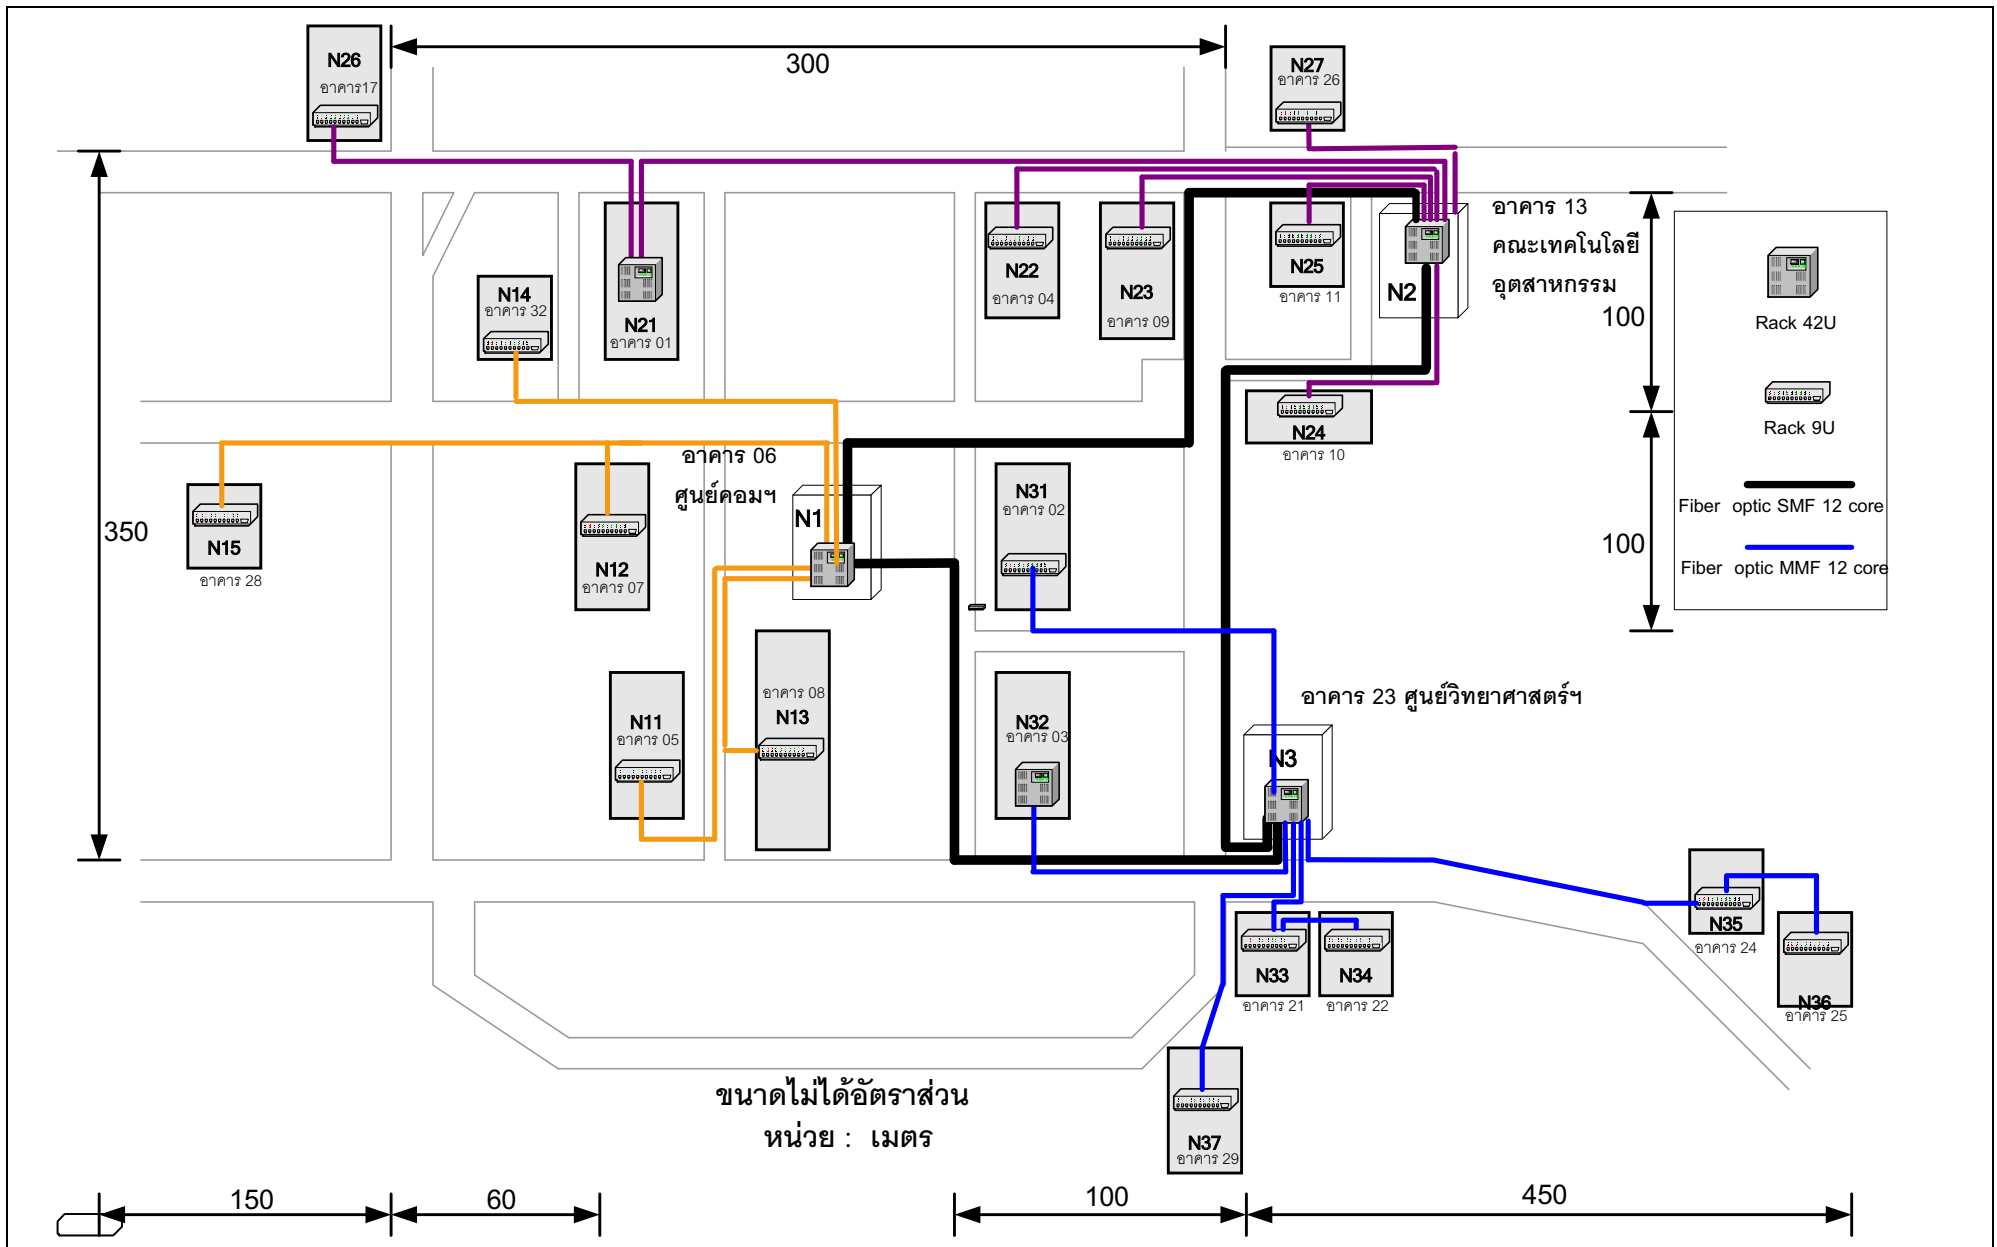 N26
อาคาร17
300
N27
อาคาร 26
N14
อาคาร 32
N21
อาคาร 01
N22
อาคาร 04
N23
อาคาร 09
N25
อาคาร 11
N2
อาคาร 13
คณะเทคโนโลยี
อุตสาหกรรม
100
Rack 42U
Rack 9U
Fiber optic SMF 12 core
Fiber optic MMF 12 core
N24
อาคาร 10
อาคาร 06
ศูนย์คอมฯ
N1
350
N15
อาคาร 28
N12
อาคาร 07
N31
อาคาร 02
100
อาคาร 23 ศูนย์วิทยาศาสตร์ฯ
N11
อาคาร 05
อาคาร 08
N13
N32
อาคาร 03
N3
N33
อาคาร 21
N34
อาคาร 22
N35
อาคาร 24
N36
อาคาร 25
N37
อาคาร 29
ขนาดไม่ได้อัตราส่วน
หน่วย : เมตร
150
60
100
450